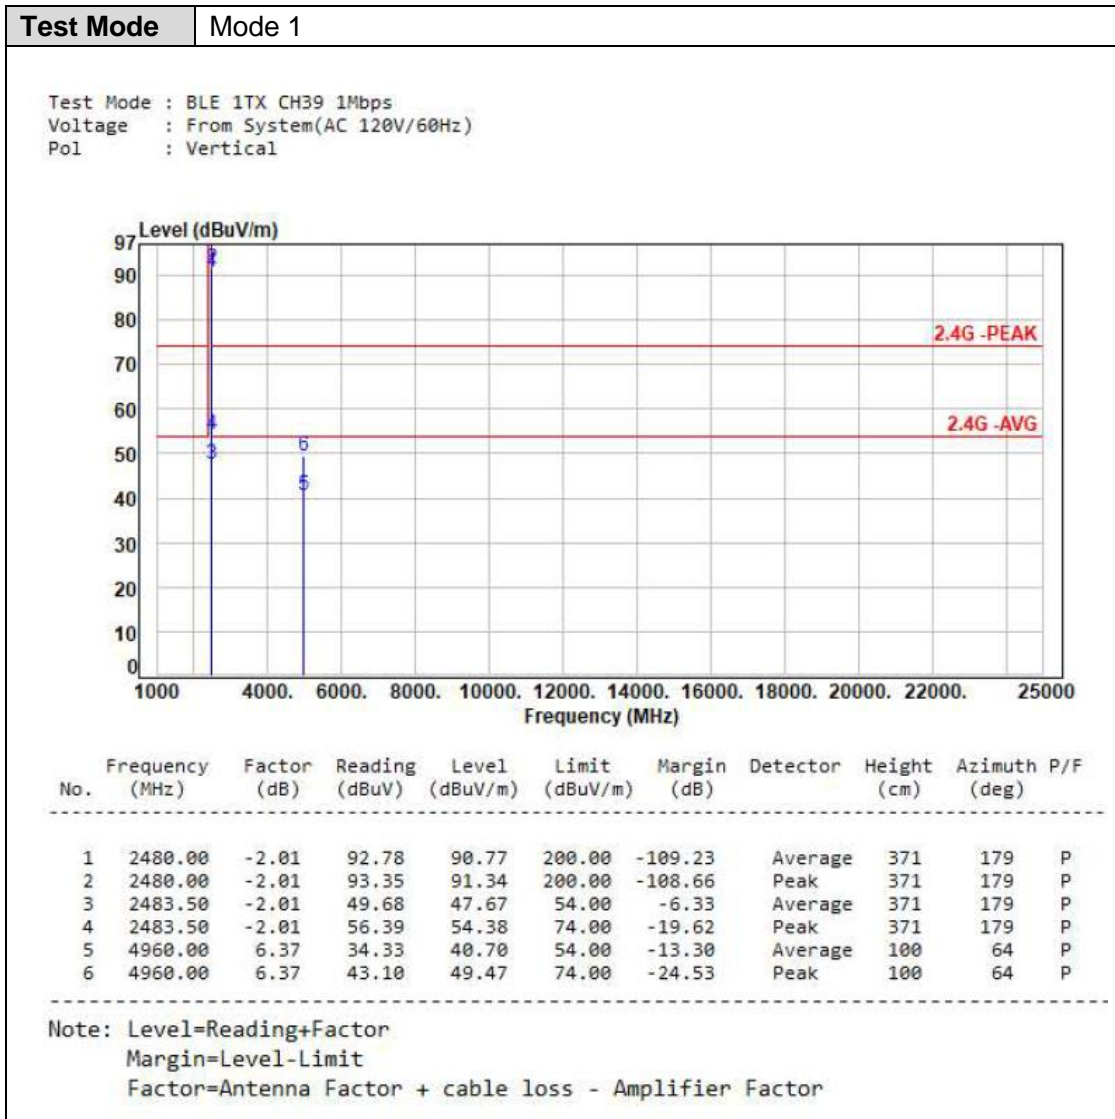 Test Mode Mode 1
Test Mode : BLE 1TX CH39 1Mbps
Voltage : From System(AC 120V/60Hz)
Pol : Vertical
Level (dBuV/m)
97
90
80
2.4G -PEAK
70
60
4
2.4G -AVG
6
50
3
5
40
30
20
10
0
1000 4000. 6000. 8000. 10000. 12000. 14000. 16000. 18000. 20000. 22000. 25000
Frequency (MHz)
Frequency Factor Reading Level Limit Margin Detector Height Azimuth P/F
No. (MHz) (dB) (dBuV) (dBuV/m) (dBuV/m) (dB) (cm) (deg)
1 2480.00 -2.01 92.78 90.77 200.00 -109.23 Average 371 179 P
2 2480.00 -2.01 93.35 91.34 200.00 -108.66 Peak 371 179 P
3 2483.50 -2.01 49.68 47.67 54.00 -6.33 Average 371 179 P
4 2483.50 -2.01 56.39 54.38 74.00 -19.62 Peak 371 179 P
5 4960.00 6.37 34.33 40.70 54.00 -13.30 Average 100 64 P
6 4960.00 6.37 43.10 49.47 74.00 -24.53 Peak 100 64 P
Note: Level=Reading+Factor
Margin=Level-Limit
Factor=Antenna Factor + cable loss - Amplifier Factor